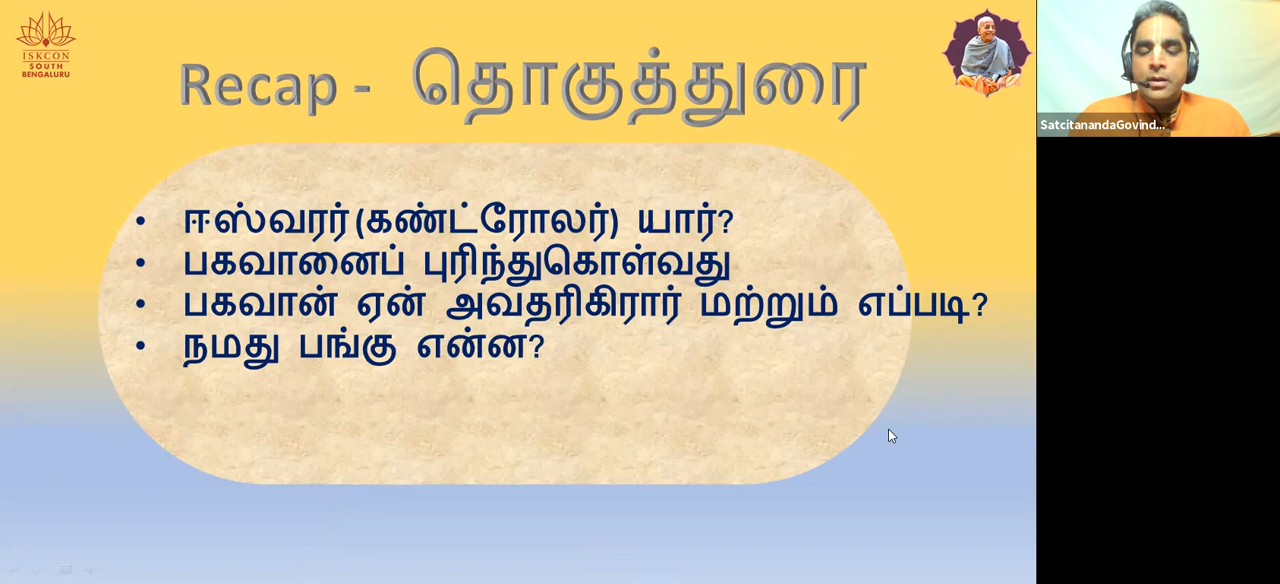 ISKCON
SOUTH
BENGALURU
Recap - தொகுத்துரை
• ஈஸ்வரர்(கண்ட்ரோலர்) யார்?
• பகவானைப் புரிந்துகொள்வது
• பகவான் ஏன் அவதரிகிரார் மற்றும் எப்படி?
• நமது பங்கு என்ன?
SatcitanandaGovind...